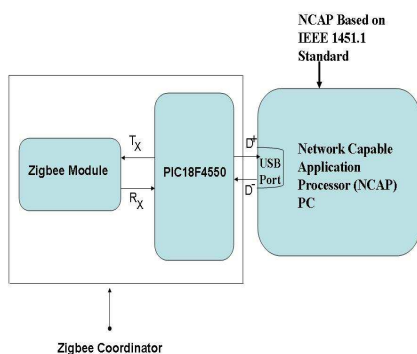 NCAP Based on
IEEE 1451.1
Standard
Zigbee Module
TX
RX
PIC18F4550
D+
D-
USB
Port
Network Capable
Application
Processor (NCAP)
PC
Zigbee Coordinator